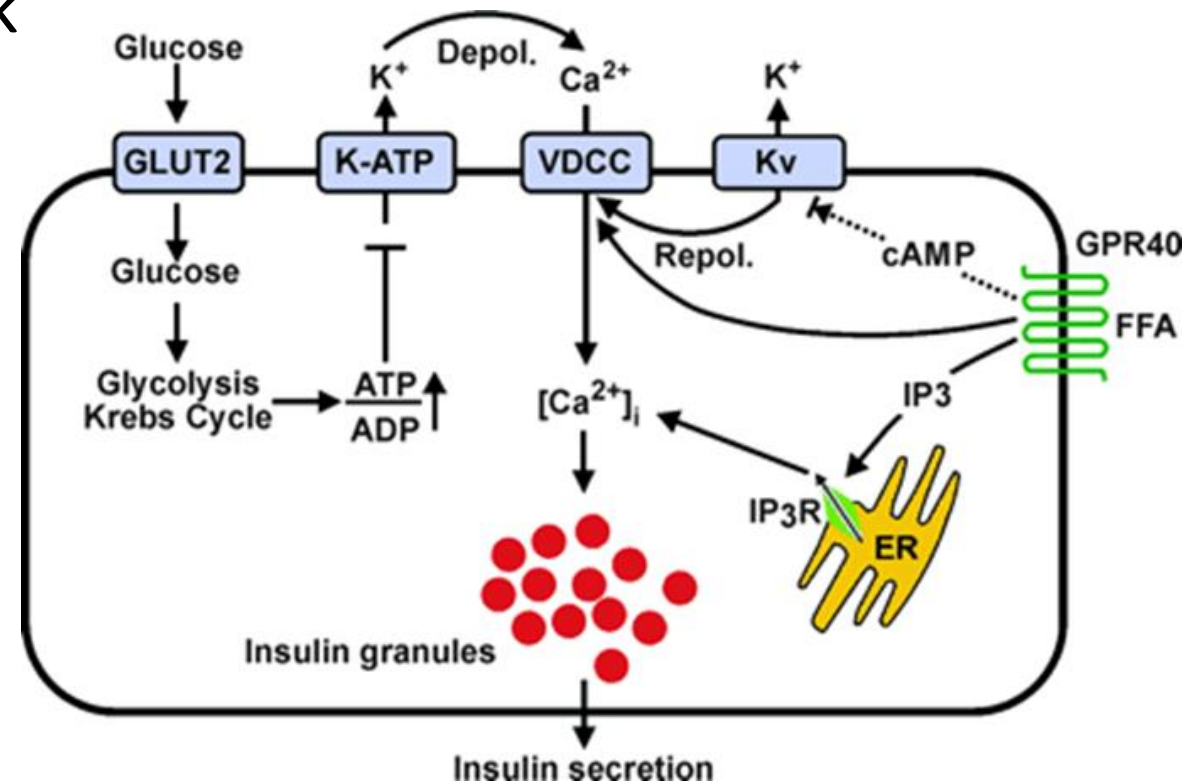 K
Glucose
K⁺
Depol.
Ca²⁺
K⁺
GLUT2
K-ATP
VDCC
Kv
Glucose
Repol.
cAMP
GPR40
FFA
Glycolysis
Krebs Cycle
ATP
ADP
[Ca²⁺]i
IP3
IP3R
ER
Insulin granules
Insulin secretion